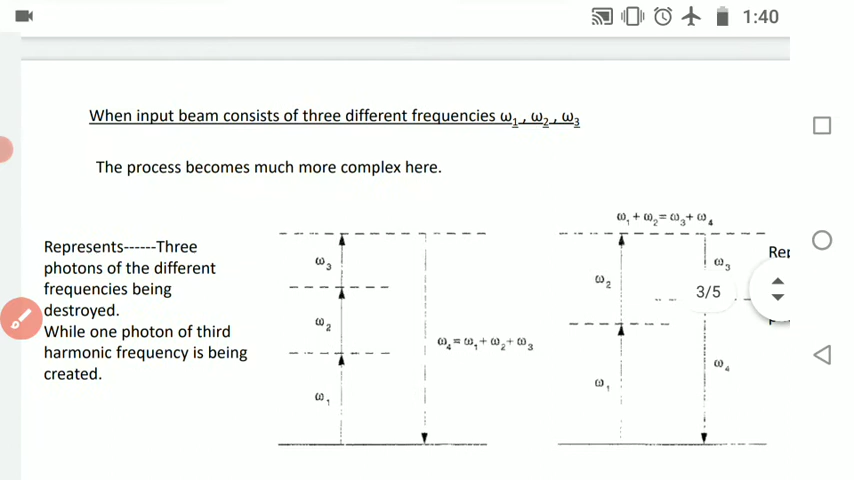 1:40
When input beam consists of three different frequencies ω₁ , ω₂ , ω₃
The process becomes much more complex here.
Represents------Three
photons of the different
frequencies being
destroyed.
While one photon of third
harmonic frequency is being
created.
ω₃
ω₂
ω₁
ω₄ = ω₁ + ω₂ + ω₃
ω₁ + ω₂ = ω₃ + ω₄
ω₂
ω₁
ω₃
ω₄
3/5